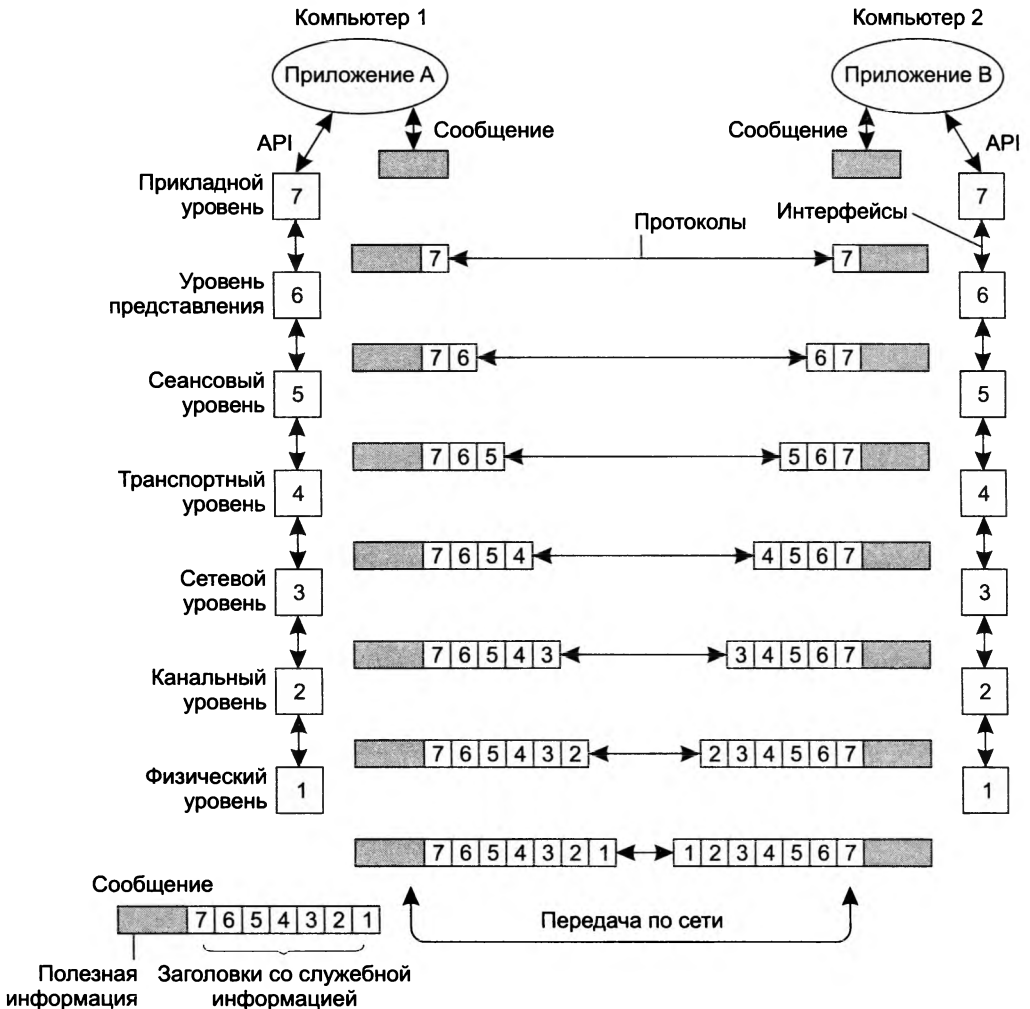 Компьютер 1
Компьютер 2
Приложение А
Приложение В
API
Сообщение
Сообщение
API
Прикладной
уровень
7
7
Протоколы
Интерфейсы
7
7
Уровень
представления
6
6
7 6
6 7
Сеансовый
уровень
5
5
7 6 5
5 6 7
Транспортный
уровень
4
4
7 6 5 4
4 5 6 7
Сетевой
уровень
3
3
7 6 5 4 3
3 4 5 6 7
Канальный
уровень
2
2
7 6 5 4 3 2
2 3 4 5 6 7
Физический
уровень
1
1
7 6 5 4 3 2 1
1 2 3 4 5 6 7
Сообщение
7 6 5 4 3 2 1
Передача по сети
Полезная
информация
Заголовки со служебной
информацией